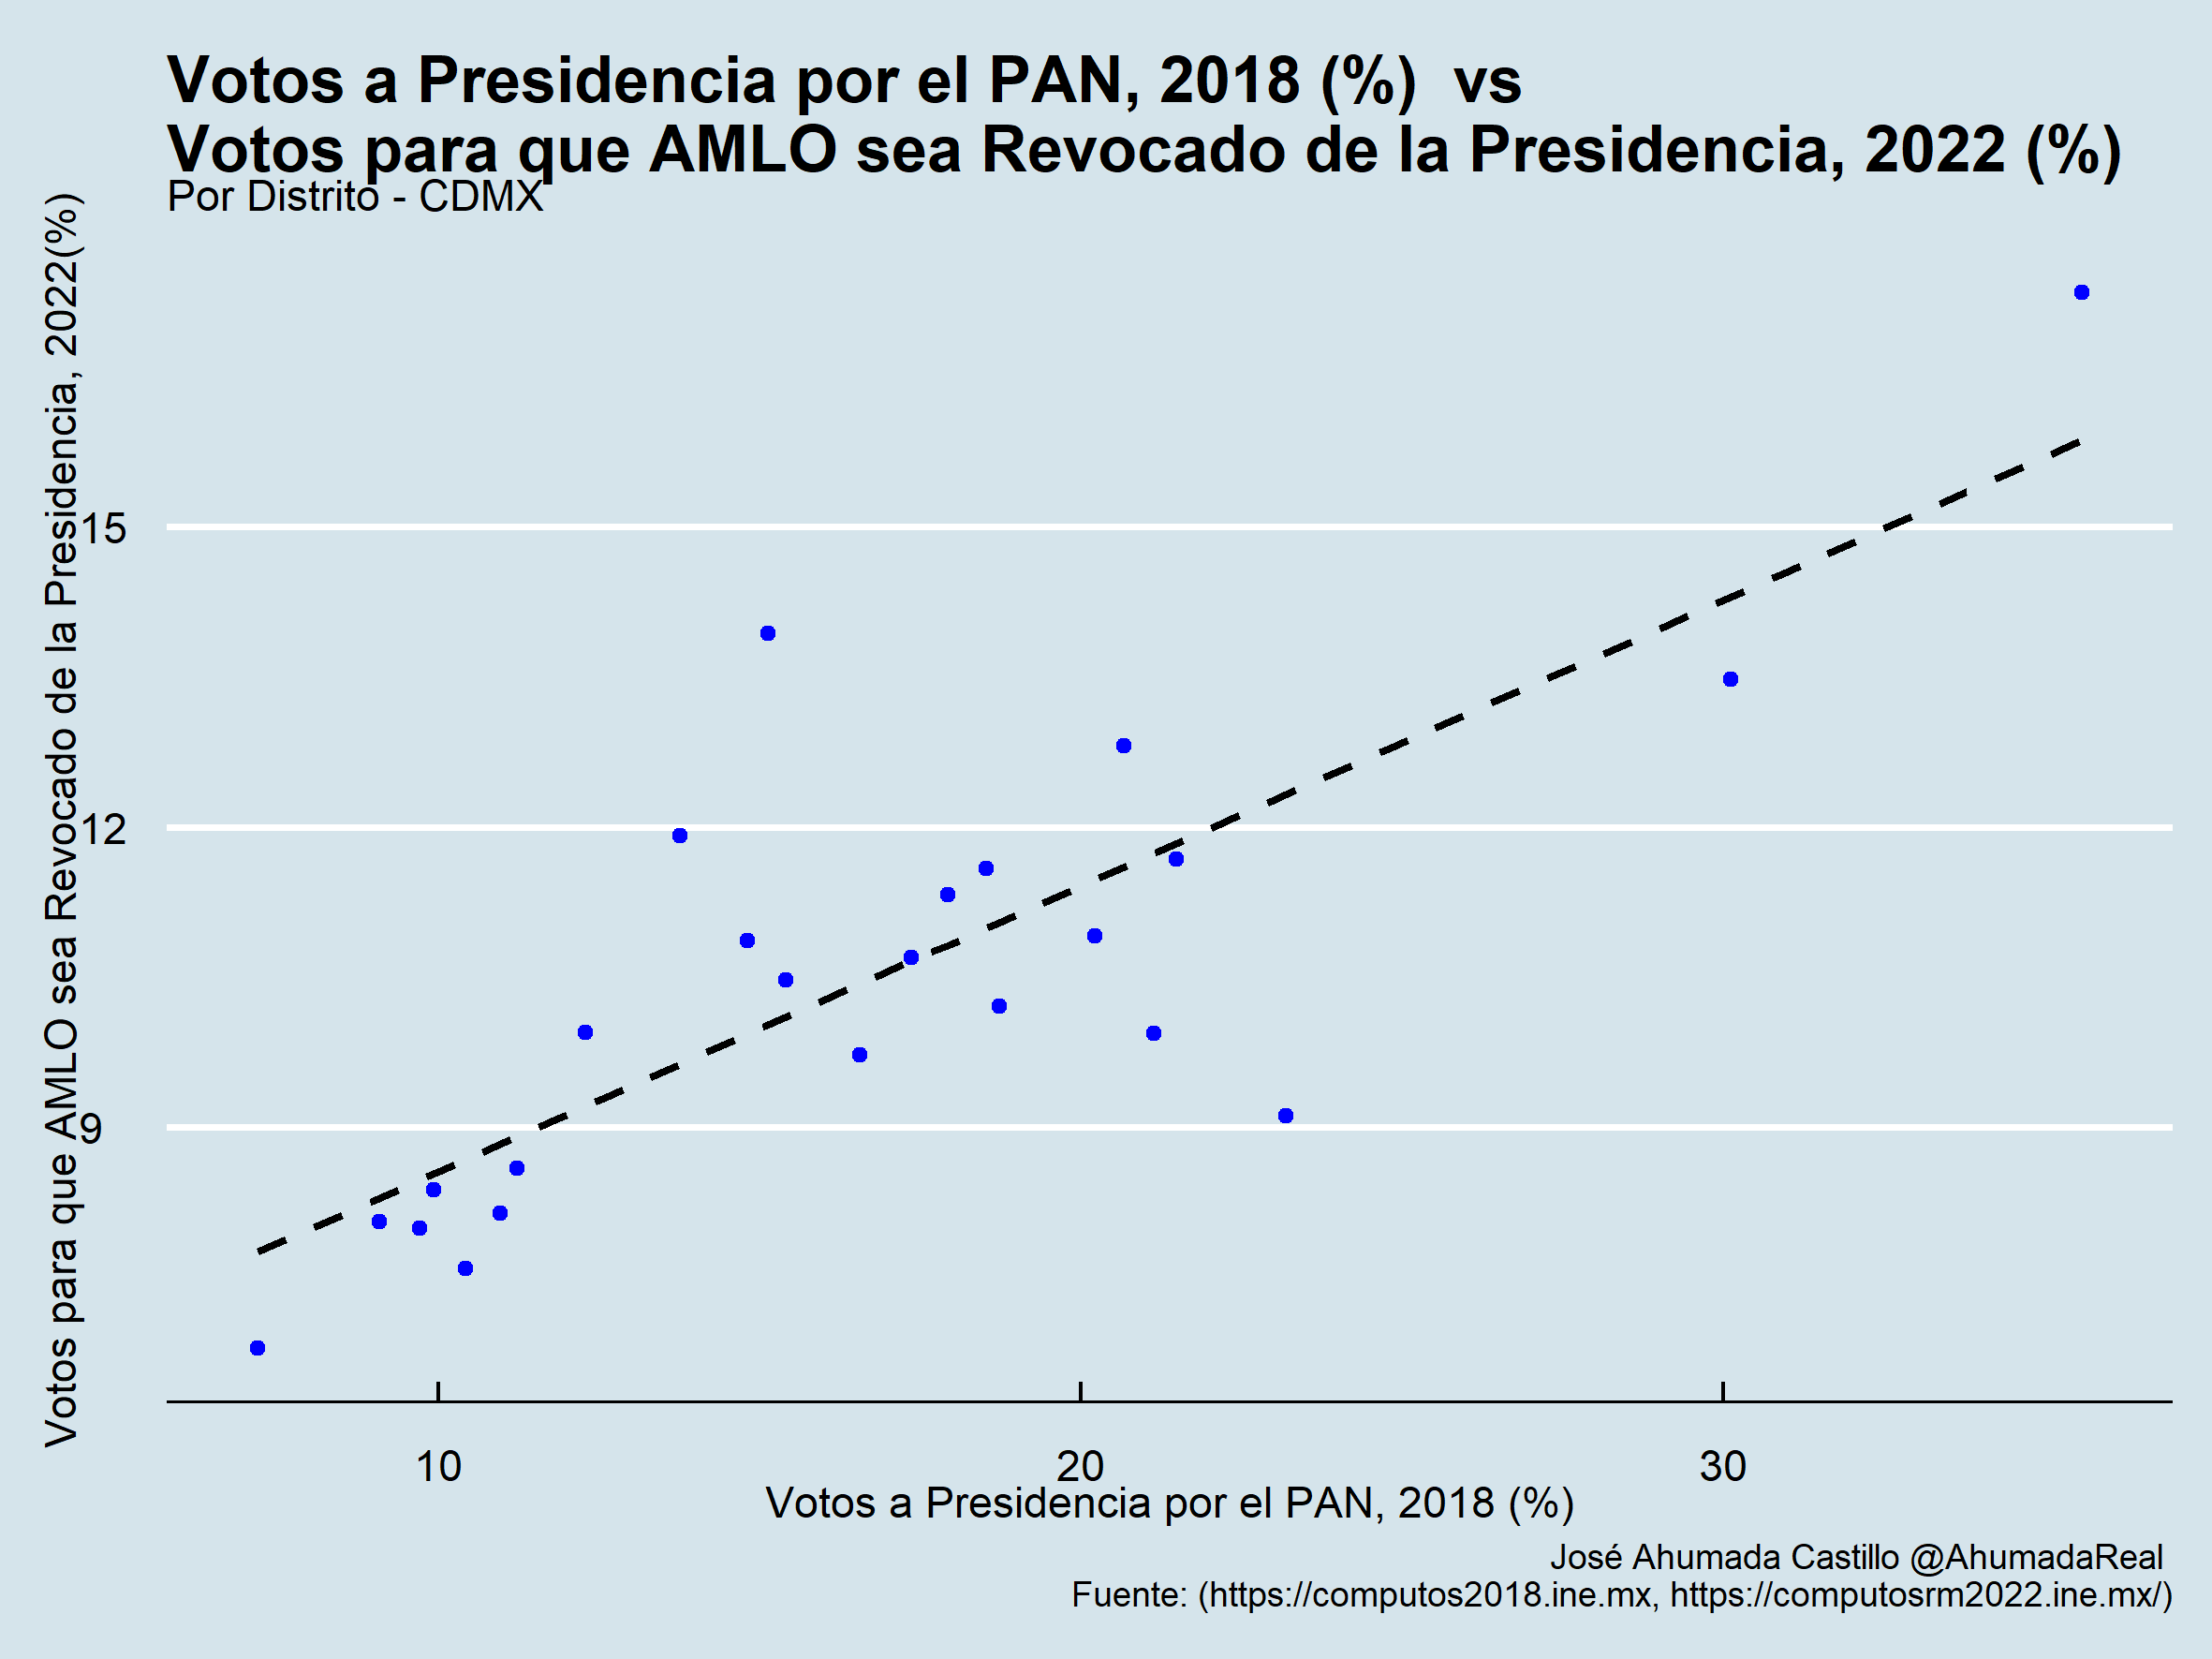 Votos a Presidencia por el PAN, 2018 (%)  vs
Votos para que AMLO sea Revocado de la Presidencia, 2022 (%)
Por Distrito - CDMX
Votos para que AMLO sea Revocado de la Presidencia, 2022(%)
15
12
9
10
20
30
Votos a Presidencia por el PAN, 2018 (%)
José Ahumada Castillo @AhumadaReal
Fuente: (https://computos2018.ine.mx, https://computosrm2022.ine.mx/)